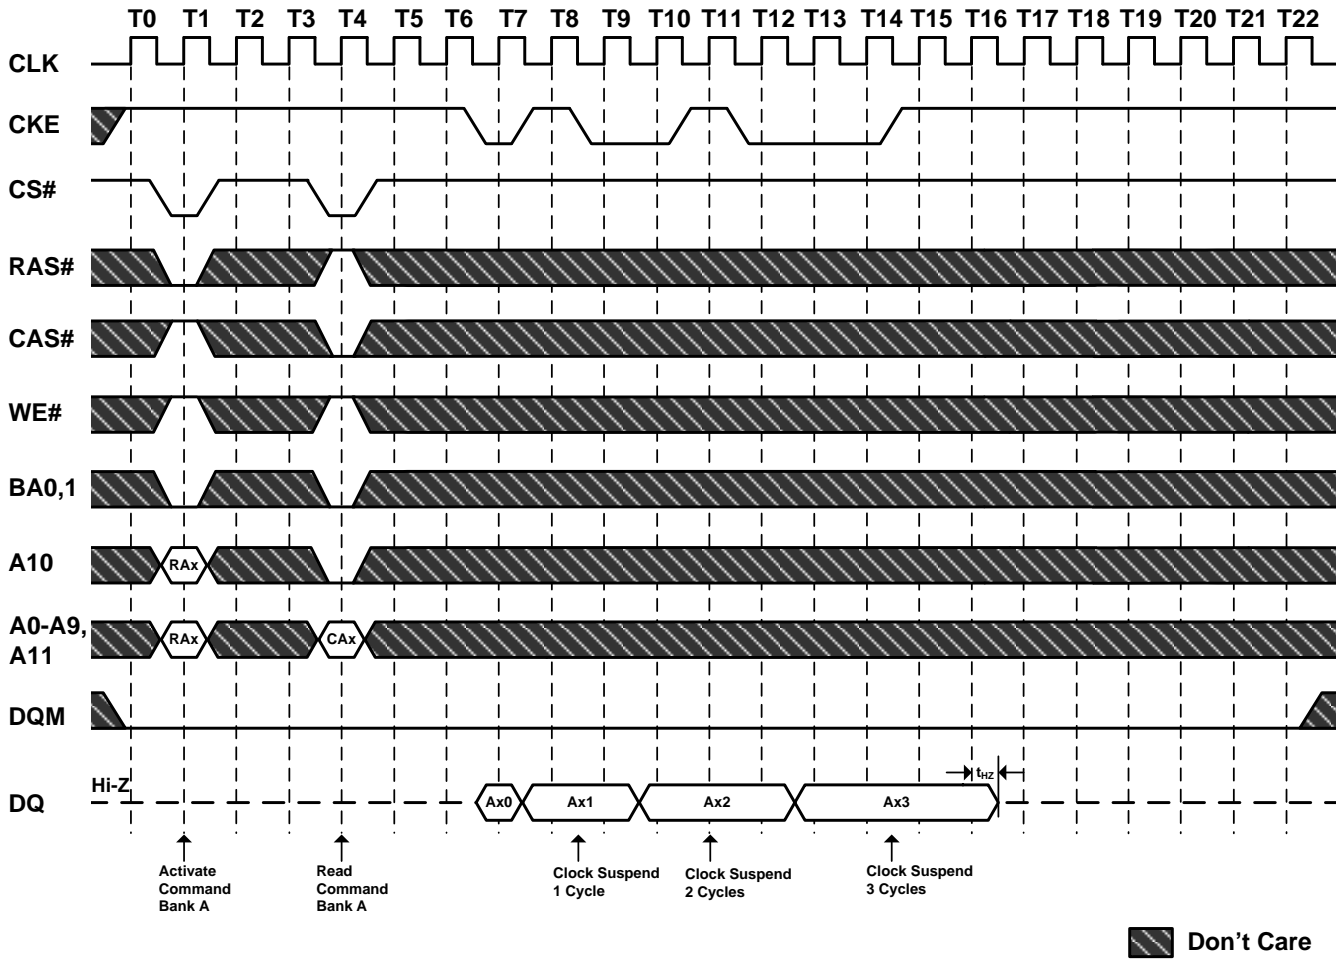 T0 T1 T2 T3 T4 T5 T6 T7 T8 T9 T10 T11 T12 T13 T14 T15 T16 T17 T18 T19 T20 T21 T22
CLK
CKE
CS#
RAS#
CAS#
WE#
BA0,1
A10
RAx
A0-A9,
A11
RAx
CAx
DQM
Hi-Z
tHZ
DQ
Ax0
Ax1
Ax2
Ax3
Activate
Command
Bank A
Read
Command
Bank A
Clock Suspend
1 Cycle
Clock Suspend
2 Cycles
Clock Suspend
3 Cycles
Don't Care